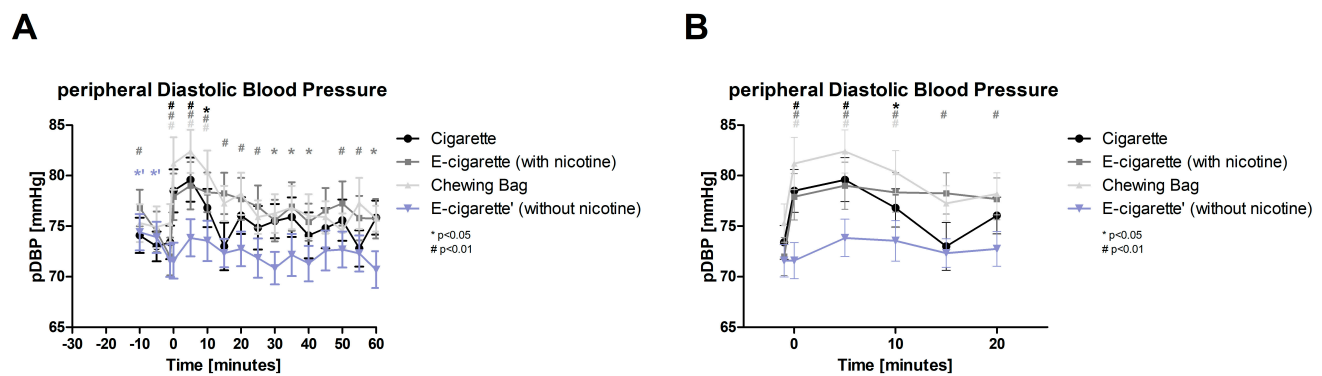 A
peripheral Diastolic Blood Pressure
# # *
# # #
# # #
# # # # * * * # # *
*' *'
85
80
75
70
65
pDBP [mmHg]
-30 -20 -10 0 10 20 30 40 50 60
Time [minutes]
Cigarette
E-cigarette (with nicotine)
Chewing Bag
E-cigarette' (without nicotine)
* p<0.05
# p<0.01
B
peripheral Diastolic Blood Pressure
# # *
# # # # #
# # #
85
80
75
70
65
pDBP [mmHg]
0 10 20
Time [minutes]
Cigarette
E-cigarette (with nicotine)
Chewing Bag
E-cigarette' (without nicotine)
* p<0.05
# p<0.01